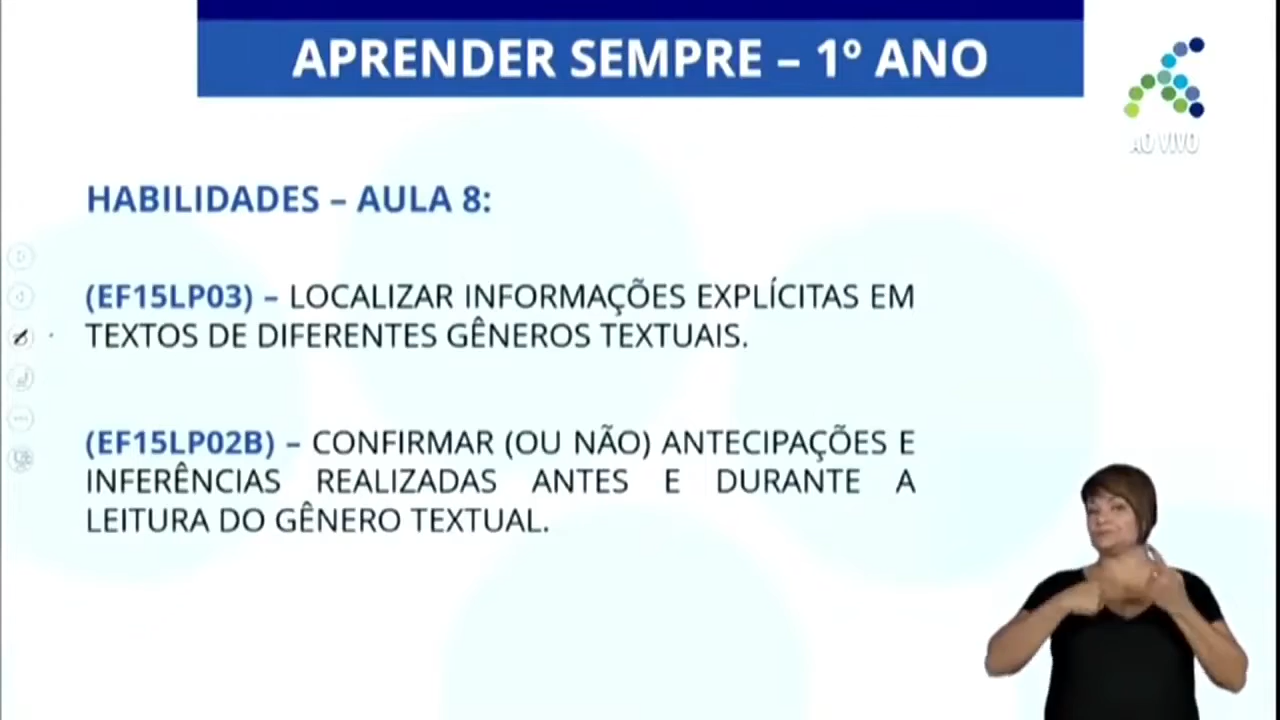 APRENDER SEMPRE – 1º ANO
AO VIVO
HABILIDADES – AULA 8:
(EF15LP03) – LOCALIZAR INFORMAÇÕES EXPLÍCITAS EM
TEXTOS DE DIFERENTES GÊNEROS TEXTUAIS.
(EF15LP02B) – CONFIRMAR (OU NÃO) ANTECIPAÇÕES E
INFERÊNCIAS REALIZADAS ANTES E DURANTE A
LEITURA DO GÊNERO TEXTUAL.